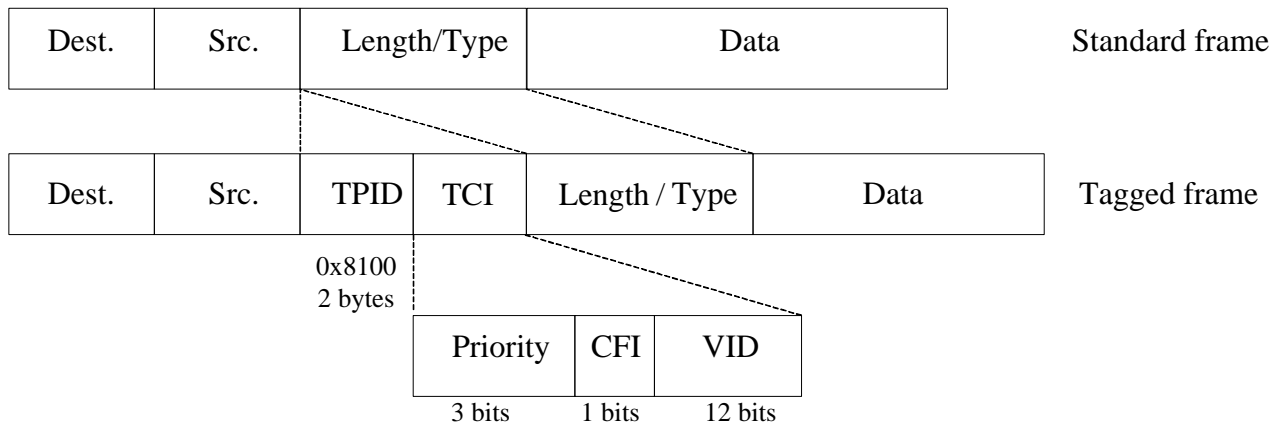 Dest. Src. Length/Type Data Standard frame
Dest. Src. TPID TCI Length / Type Data Tagged frame
0x8100
2 bytes
Priority CFI VID
3 bits 1 bits 12 bits